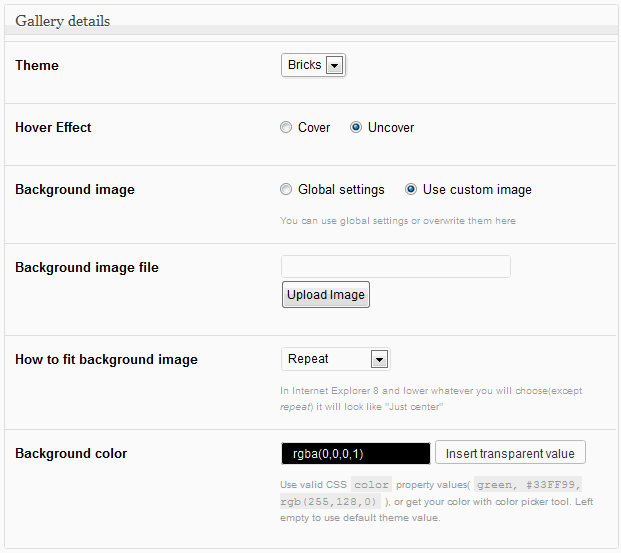 Gallery details
Theme
Bricks
Hover Effect
Cover
Uncover
Background image
Global settings
Use custom image
You can use global settings or overwrite them here
Background image file
Upload Image
How to fit background image
Repeat
In Internet Explorer 8 and lower whatever you will choose(except
repeat) it will look like "Just center"
Background color
rgba(0,0,0,1)
Insert transparent value
Use valid CSS color property values( green, #33FF99,
rgb(255,128,0) ), or get your color with color picker tool. Left
empty to use default theme value.